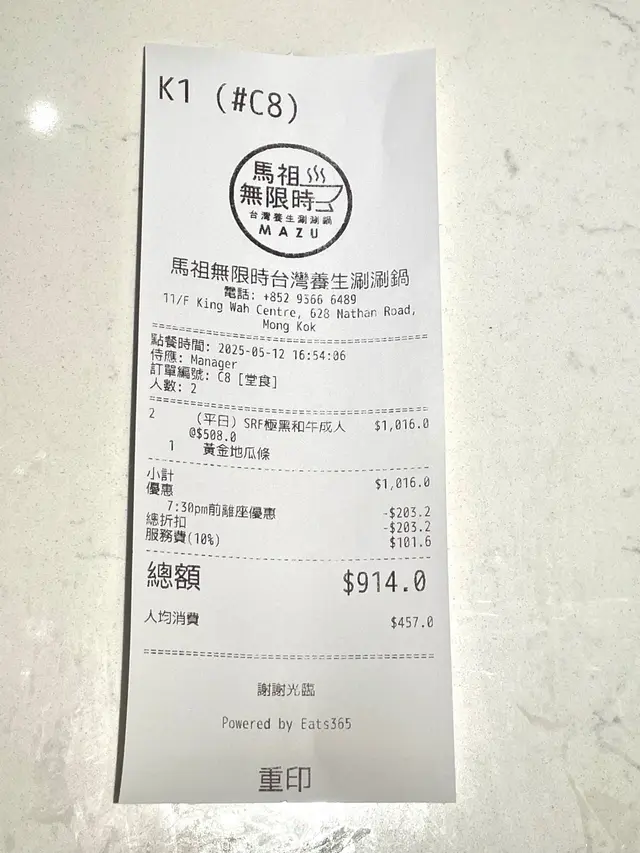 K1 (#C8)
馬祖
無限時
台灣養生涮涮鍋
MAZU
馬祖無限時台灣養生涮涮鍋
電話: +852 9366 6489
11/F King Wah Centre, 628 Nathan Road,
Mong Kok
點餐時間: 2025-05-12 16:54:06
侍應: Manager
訂單編號: C8 [堂食]
人數: 2
2 （平日）SRF極黑和牛成人 $1,016.0
@$508.0
1 黃金地瓜條
小計 $1,016.0
優惠
7:30pm前離座優惠 -$203.2
總折扣 -$203.2
服務費(10%) $101.6
總額 $914.0
人均消費 $457.0
謝謝光臨
Powered by Eats365
重印